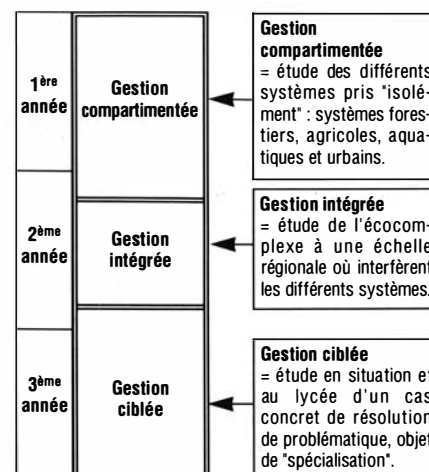 1ère
année
Gestion
compartimentée
Gestion
compartimentée
= étude des différents
systèmes pris "isolé-
ment" : systèmes fores-
tiers, agricoles, aqua-
tiques et urbains.
2ème
année
Gestion
intégrée
Gestion intégrée
= étude de l'écocom-
plexe à une échelle
régionale où interfèrent
les différents systèmes.
3ème
année
Gestion
ciblée
Gestion ciblée
= étude en situation et
au lycée d'un cas
concret de résolution
de problématique, objet
de "spécialisation".